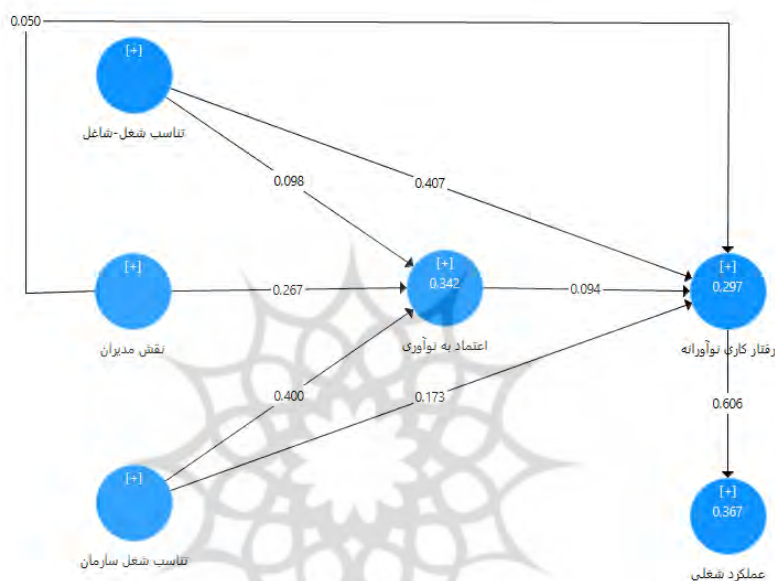 0.050
[+]
تناسب شغل-شاغل
0.098
0.407
[+]
نقش مدیران
0.267
[+]
0.342
اعتماد به نوآوری
0.094
[+]
0.297
رفتار کاری نوآورانه
0.400
0.173
0.606
[+]
تناسب شغل سازمان
[+]
0.367
عملکرد شغلی